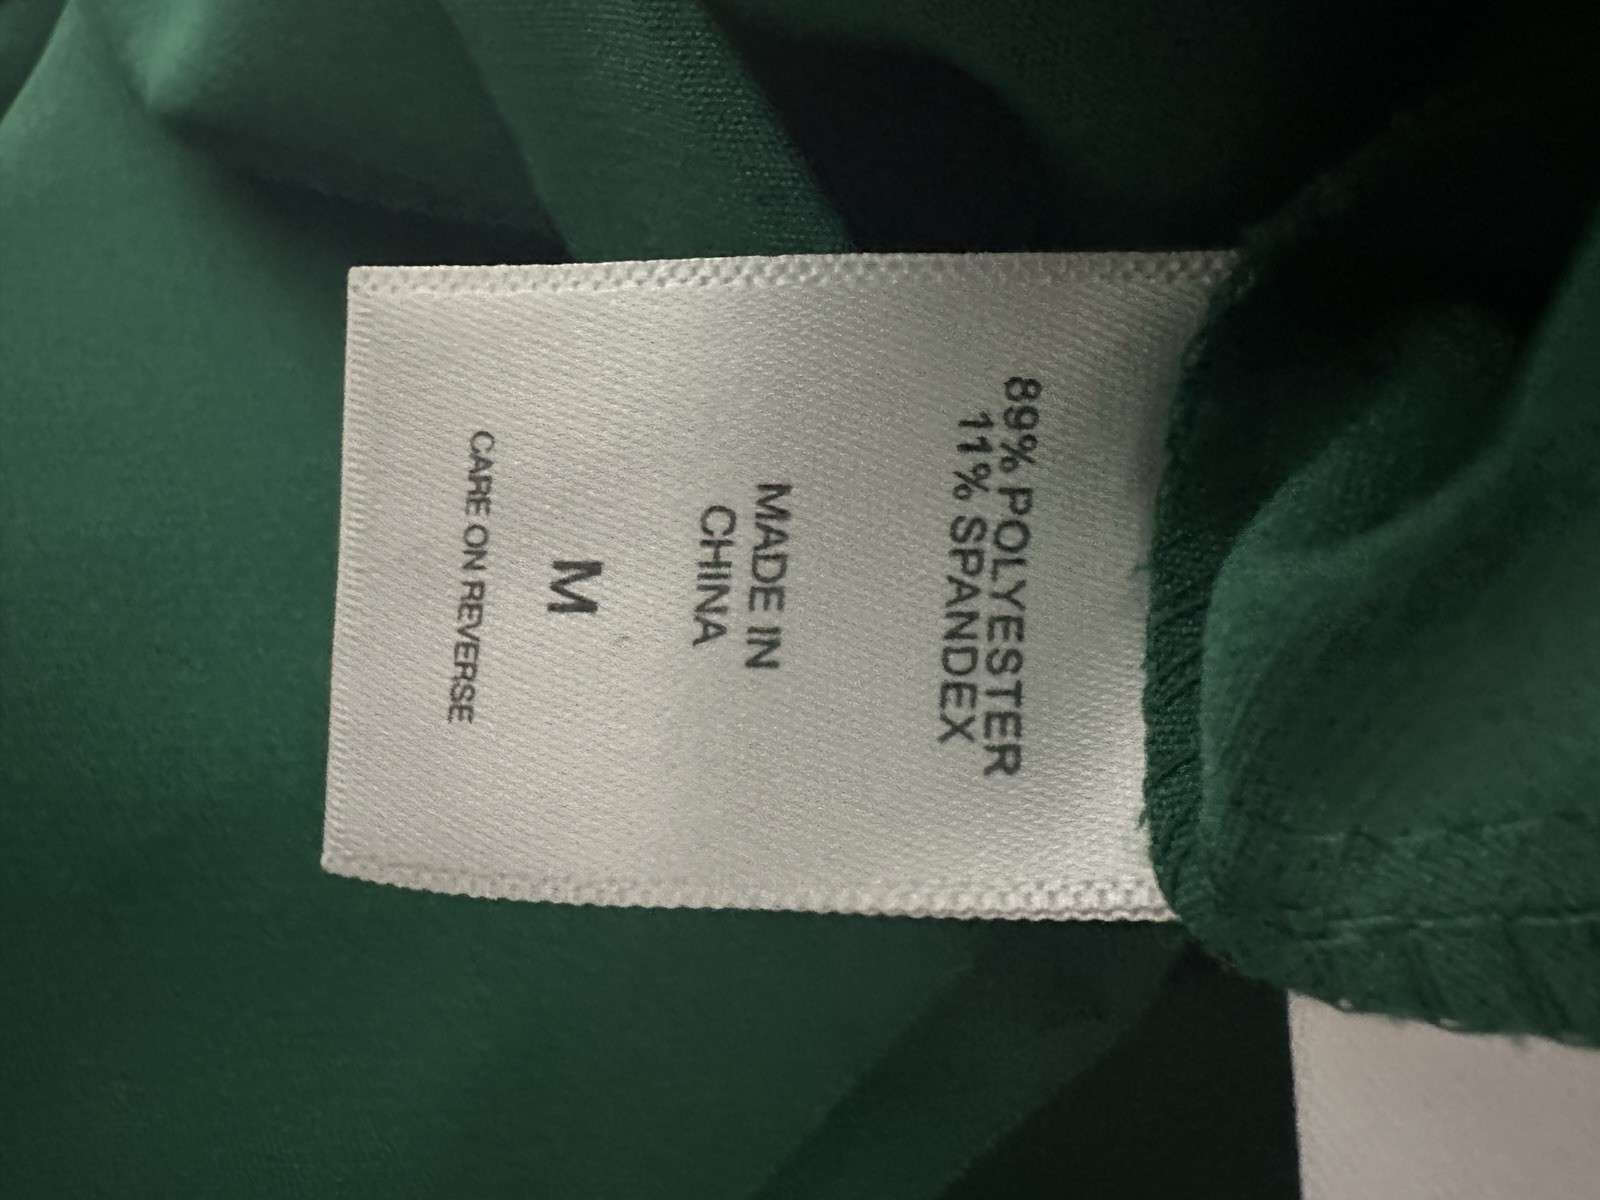 89% POLYESTER
11% SPANDEX
MADE IN
CHINA
M
CARE ON REVERSE